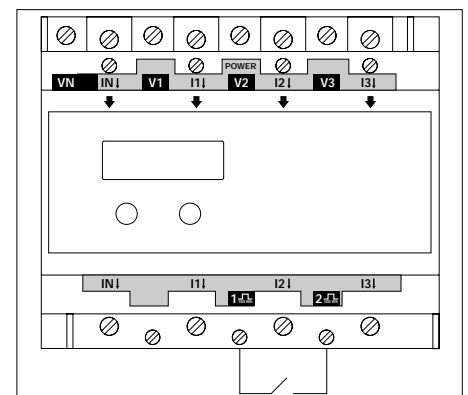 POWER
VN IN↓ V1 I1↓ V2 I2↓ V3 I3↓
IN↓ I1↓ I2↓ I3↓
1 2